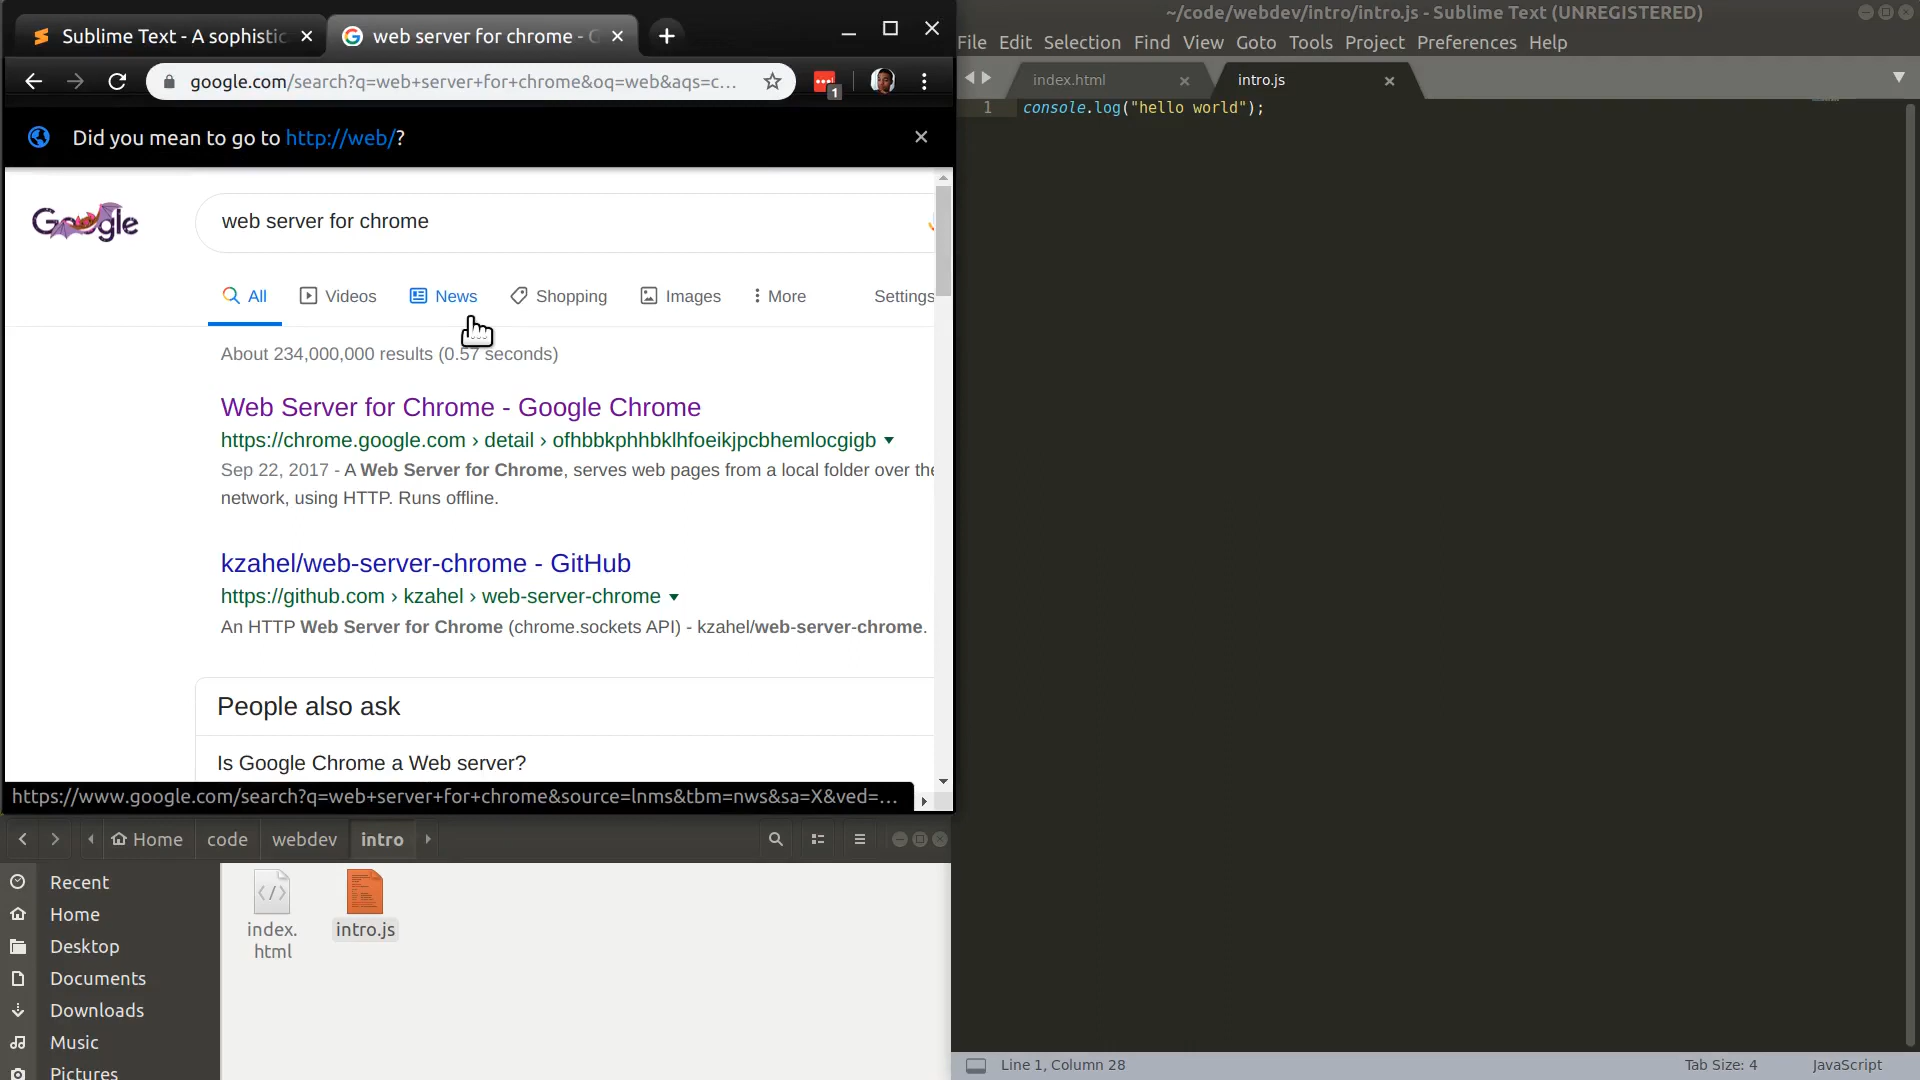 Sublime Text - A sophistic
web server for chrome - G
google.com/search?q=web+server+for+chrome&oq=web&aqs=c...
1
Did you mean to go to http://web/?
Google
web server for chrome
All
Videos
News
Shopping
Images
More
Settings
About 234,000,000 results (0.57 seconds)
Web Server for Chrome - Google Chrome
https://chrome.google.com › detail › ofhbbkphhbklhfoeikjpcbhemlocgigb
Sep 22, 2017 - A Web Server for Chrome, serves web pages from a local folder over the
network, using HTTP. Runs offline.
kzahel/web-server-chrome - GitHub
https://github.com › kzahel › web-server-chrome
An HTTP Web Server for Chrome (chrome.sockets API) - kzahel/web-server-chrome.
People also ask
Is Google Chrome a Web server?
https://www.google.com/search?q=web+server+for+chrome&source=lnms&tbm=nws&sa=X&ved=...
Home
code
webdev
intro
Recent
Home
Desktop
Documents
Downloads
Music
Pictures
index.
html
intro.js
~/code/webdev/intro/intro.js - Sublime Text (UNREGISTERED)
File Edit Selection Find View Goto Tools Project Preferences Help
index.html
intro.js
1 console.log("hello world");
Line 1, Column 28
Tab Size: 4
JavaScript